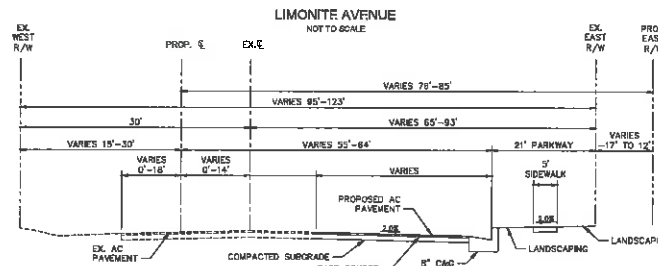 LIMONITE AVENUE
NOT TO SCALE
EX.
WEST
R/W
PROP. ℄
EX.℄
EX.
EAST
R/W
EAST
R/W
VARIES 78'-85'
VARIES 95'-123'
30'
VARIES 65'-93'
VARIES 15'-30'
VARIES 55'-64'
21' PARKWAY
VARIES
-17' TO 12'
VARIES
0'-18'
VARIES
0'-14'
VARIES
5'
SIDEWALK
PROPOSED AC
PAVEMENT
2.0%
2.0%
EX. AC
PAVEMENT
COMPACTED SUBGRADE
8" C&G
LANDSCAPING